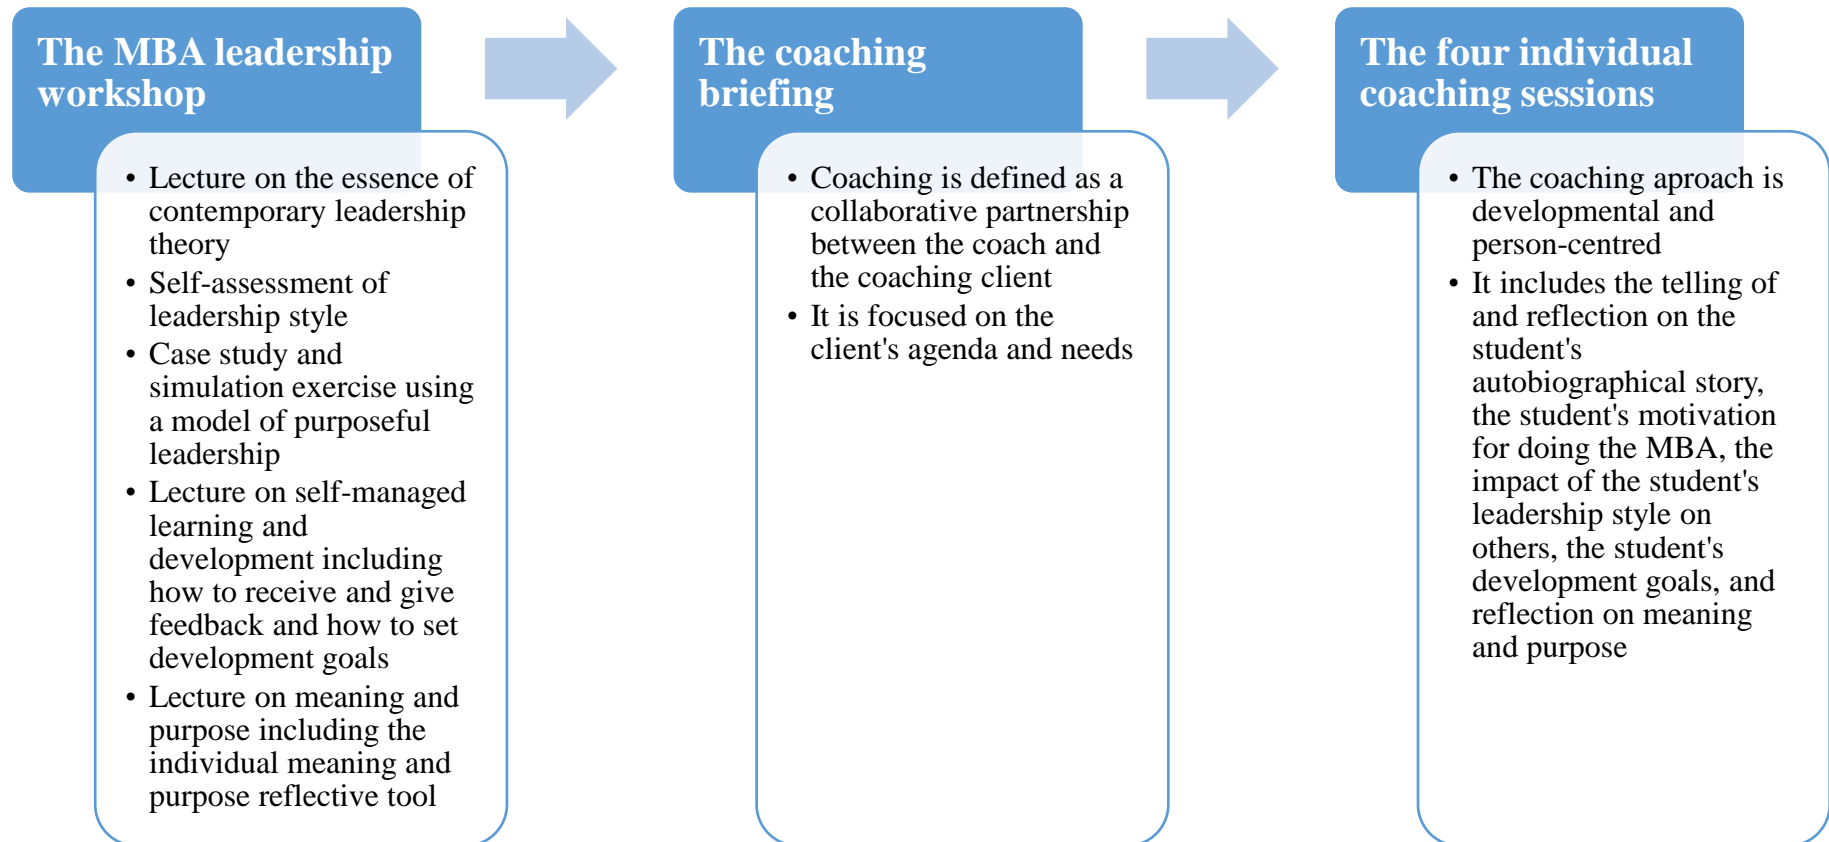 The MBA leadership
workshop
• Lecture on the essence of
contemporary leadership
theory
• Self-assessment of
leadership style
• Case study and
simulation exercise using
a model of purposeful
leadership
• Lecture on self-managed
learning and
development including
how to receive and give
feedback and how to set
development goals
• Lecture on meaning and
purpose including the
individual meaning and
purpose reflective tool
The coaching
briefing
• Coaching is defined as a
collaborative partnership
between the coach and
the coaching client
• It is focused on the
client's agenda and needs
The four individual
coaching sessions
• The coaching aproach is
developmental and
person-centred
• It includes the telling of
and reflection on the
student's
autobiographical story,
the student's motivation
for doing the MBA, the
impact of the student's
leadership style on
others, the student's
development goals, and
reflection on meaning
and purpose